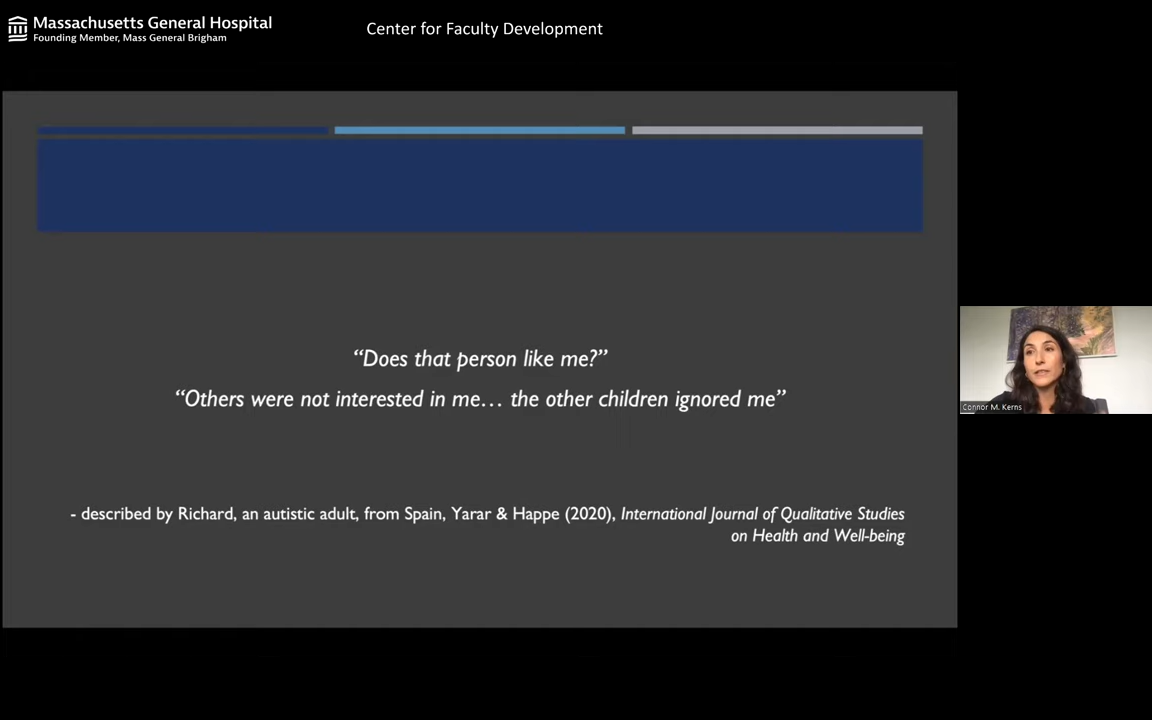 Massachusetts General Hospital
Founding Member, Mass General Brigham
Center for Faculty Development
“Does that person like me?”
“Others were not interested in me… the other children ignored me”
- described by Richard, an autistic adult, from Spain, Yarar & Happe (2020), International Journal of Qualitative Studies
on Health and Well-being
Connor M. Kerns